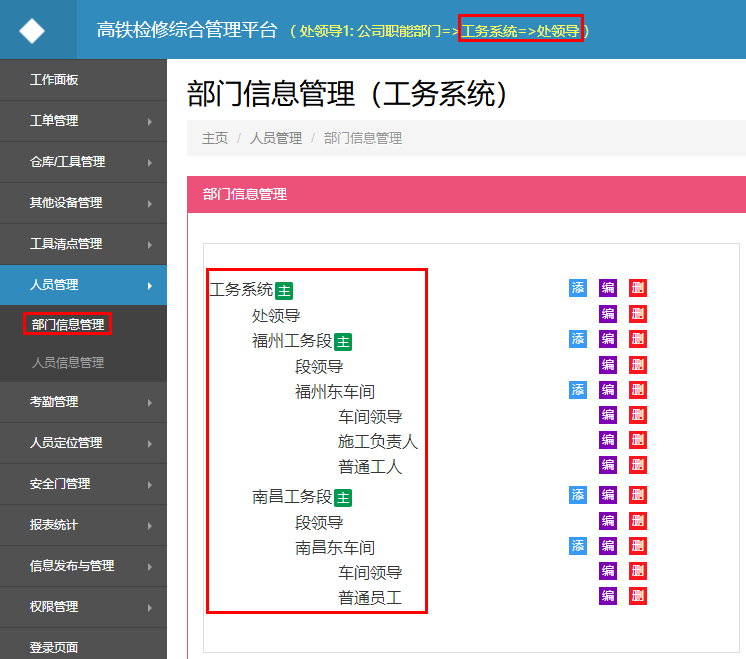 高铁检修综合管理平台 ( 处领导1: 公司职能部门=>工务系统=>处领导 )
工作面板
工单管理
仓库/工具管理
其他设备管理
工具清点管理
人员管理
部门信息管理
人员信息管理
考勤管理
人员定位管理
安全门管理
报表统计
信息发布与管理
权限管理
登录页面
部门信息管理（工务系统）
主页 / 人员管理 / 部门信息管理
部门信息管理
工务系统 主 添 编 删
处领导 编 删
福州工务段 主 添 编 删
段领导 编 删
福州东车间 添 编 删
车间领导 编 删
施工负责人 编 删
普通工人 编 删
南昌工务段 主 添 编 删
段领导 编 删
南昌东车间 添 编 删
车间领导 编 删
普通员工 编 删